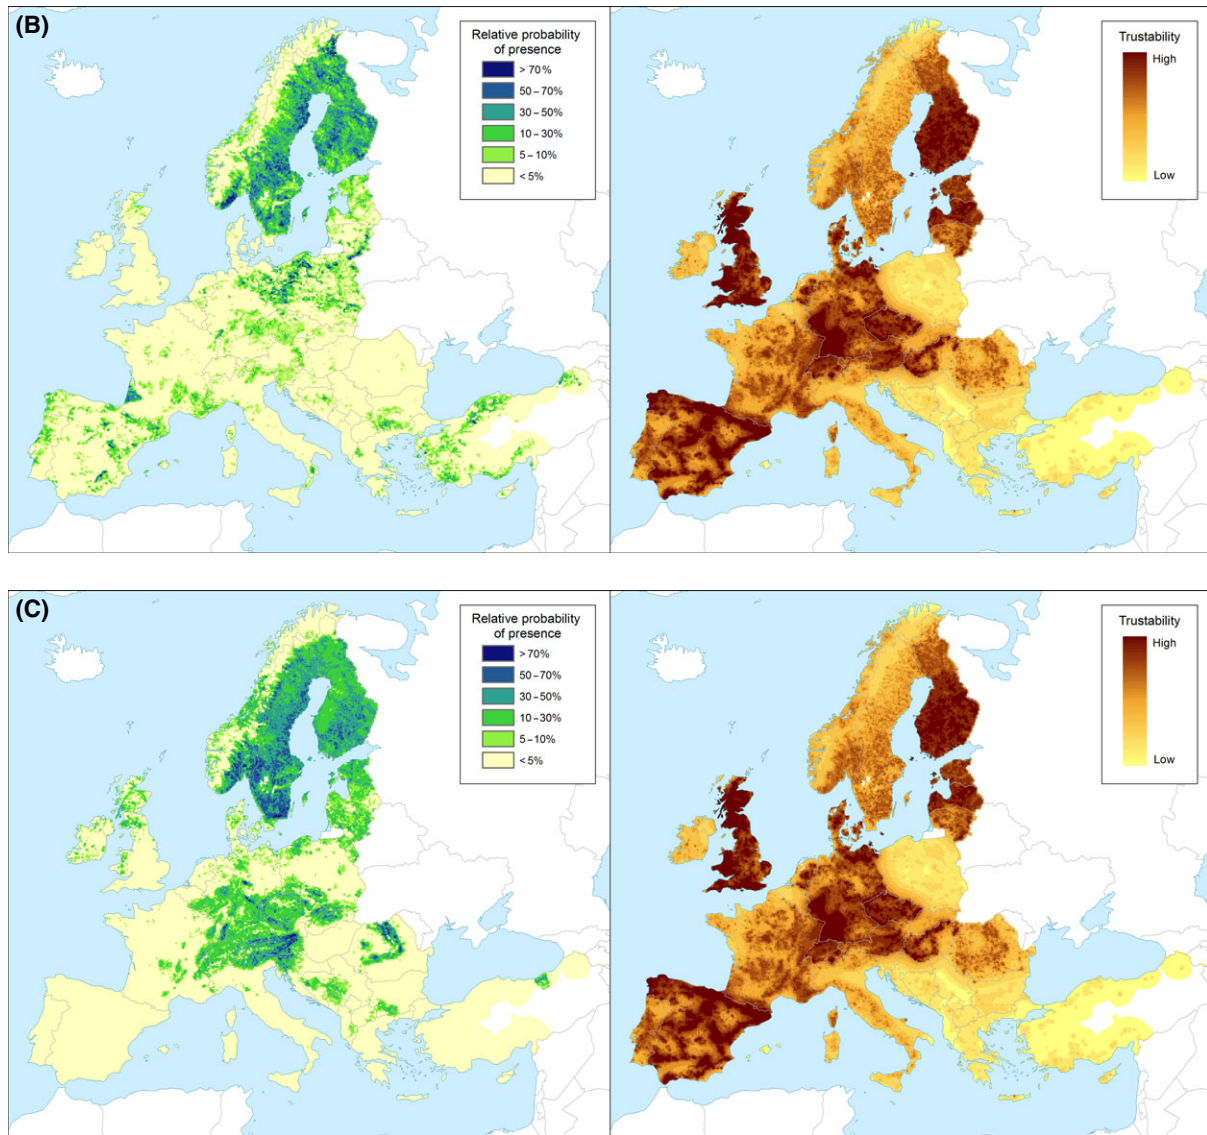 (B)
Relative probability
of presence
> 70%
50 – 70%
30 – 50%
10 – 30%
5 – 10%
< 5%
Trustability
High
Low
(C)
Relative probability
of presence
> 70%
50 – 70%
30 – 50%
10 – 30%
5 – 10%
< 5%
Trustability
High
Low